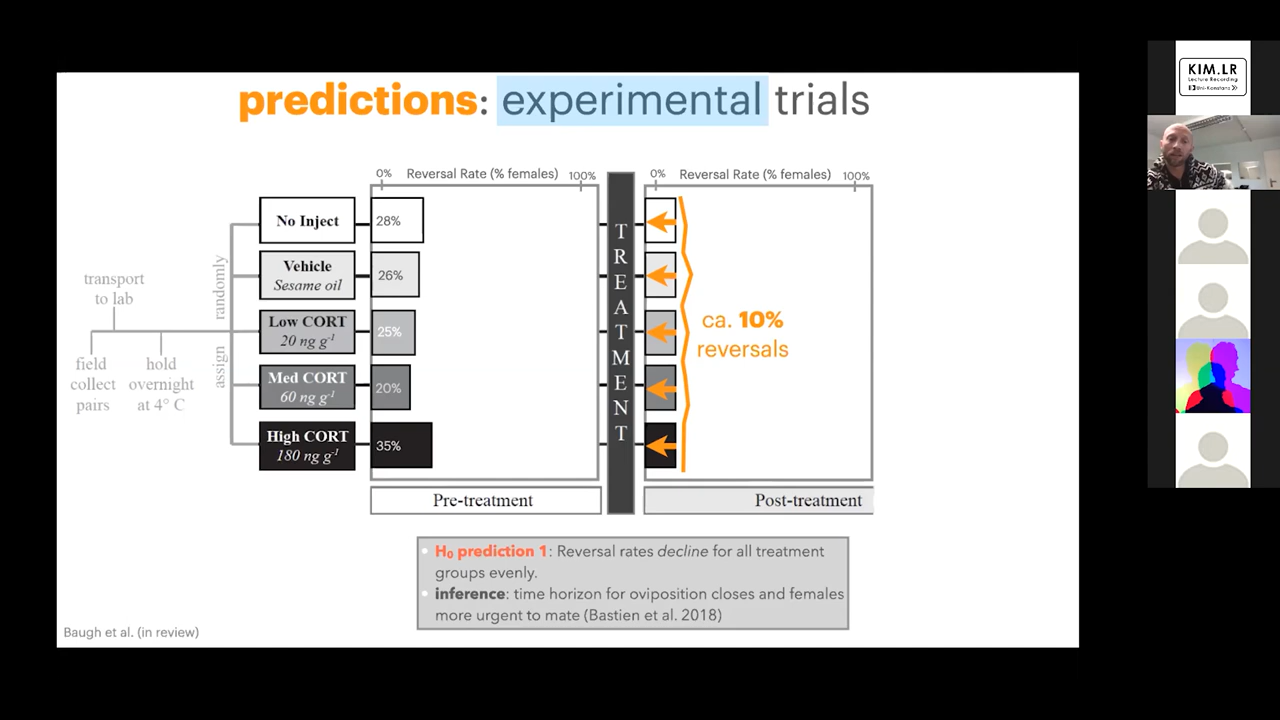 predictions: experimental trials
KIM.LR
Lecture Recording
Uni-Konstanz
0% Reversal Rate (% females) 100%
0% Reversal Rate (% females) 100%
transport
to lab
field
collect
pairs
hold
overnight
at 4° C
assign randomly
No Inject
28%
Vehicle
Sesame oil
26%
Low CORT
20 ng g⁻¹
25%
Med CORT
60 ng g⁻¹
20%
High CORT
180 ng g⁻¹
35%
TREATMENT
ca. 10%
reversals
Pre-treatment
Post-treatment
• H₀ prediction 1: Reversal rates decline for all treatment
groups evenly.
• inference: time horizon for oviposition closes and females
more urgent to mate (Bastien et al. 2018)
Baugh et al. (in review)